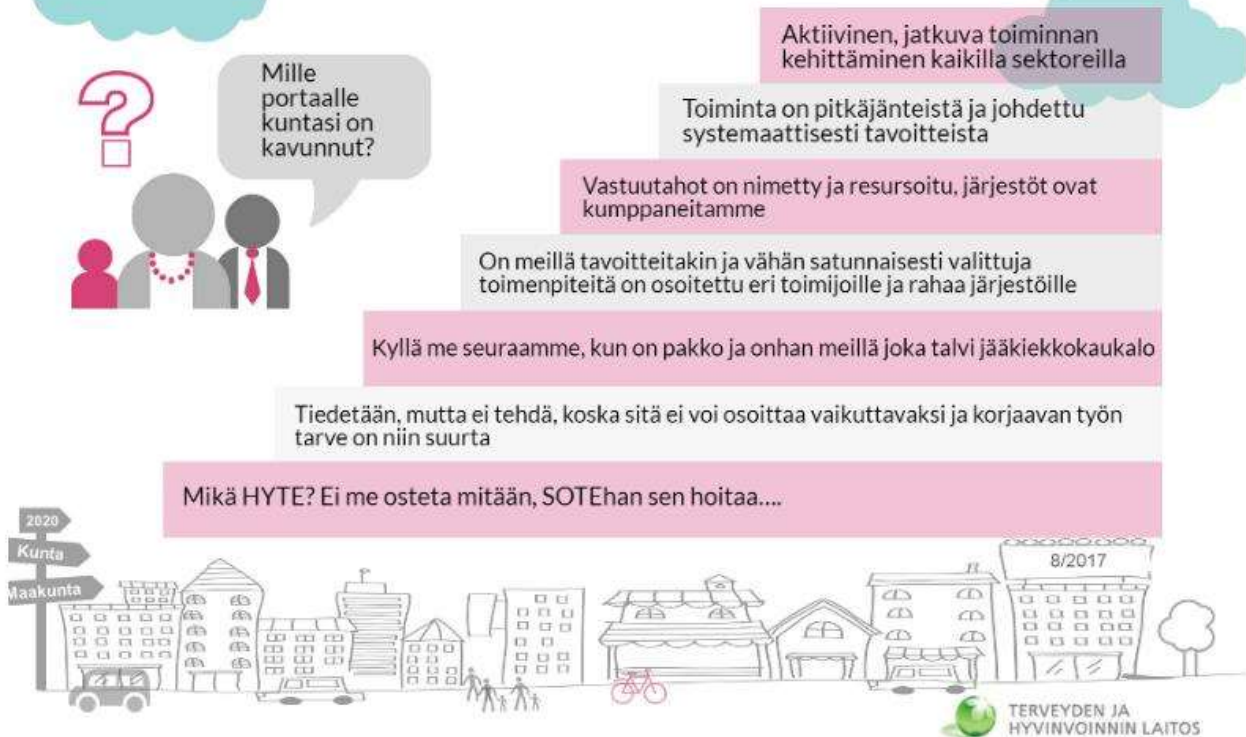 ?
Mille
portaalle
kuntasi on
kavunnut?
Aktiivinen, jatkuva toiminnan
kehittäminen kaikilla sektoreilla
Toiminta on pitkäjänteistä ja johdettu
systemaattisesti tavoitteista
Vastuutahot on nimetty ja resursoitu, järjestöt ovat
kumppaneitamme
On meillä tavoitteitakin ja vähän satunnaisesti valittuja
toimenpiteitä on osoitettu eri toimijoille ja rahaa järjestöille
Kyllä me seuraamme, kun on pakko ja onhan meillä joka talvi jääkiekkokaukalo
Tiedetään, mutta ei tehdä, koska sitä ei voi osoittaa vaikuttavaksi ja korjaavan työn
tarve on niin suurta
Mikä HYTE? Ei me osteta mitään, SOTEhan sen hoitaa....
2020
Kunta
Maakunta
8/2017
TERVEYDEN JA
HYVINVOINNIN LAITOS